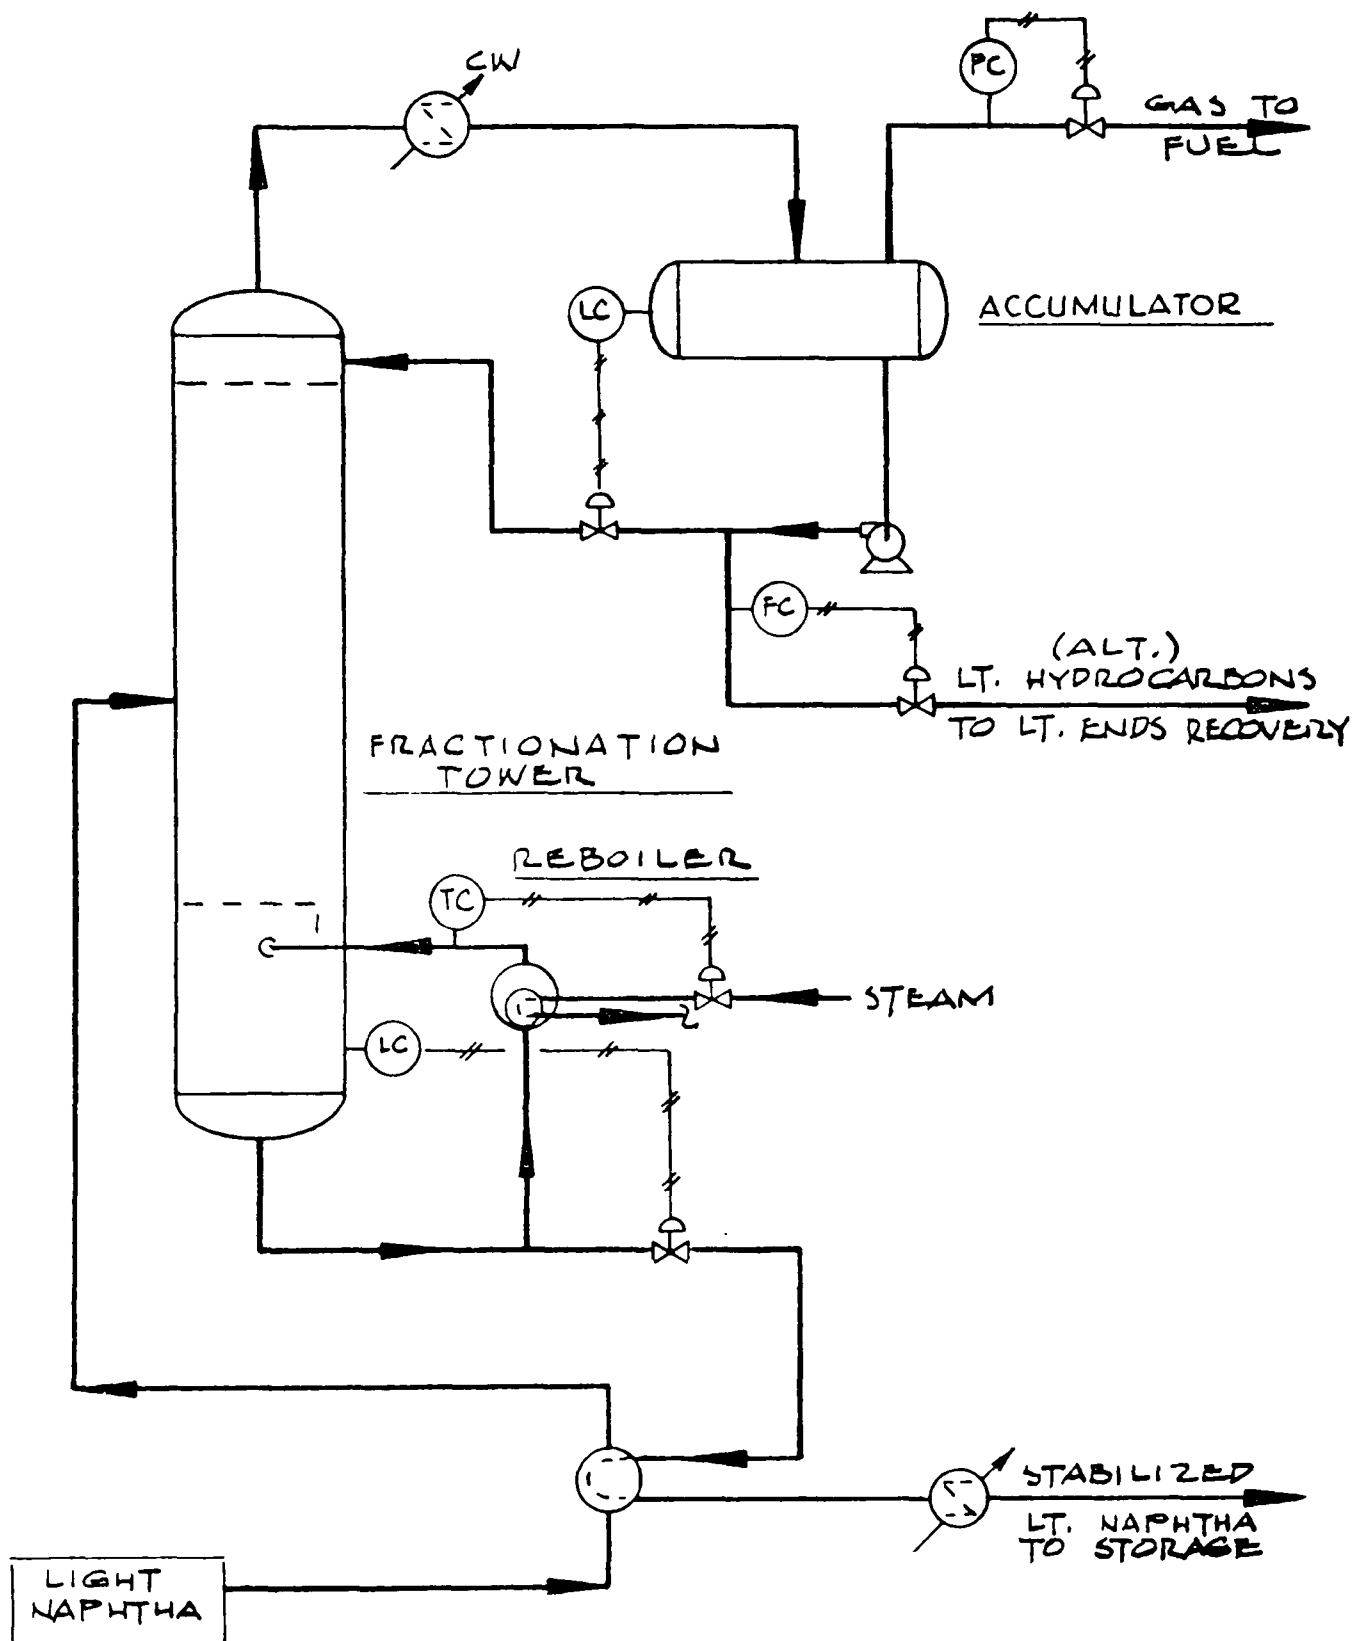 CW
PC
GAS TO
FUEL
LC
ACCUMULATOR
FC
(ALT.)
LT. HYDROCARBONS
TO LT. ENDS RECOVERY
FRACTIONATION
TOWER
REBOILER
TC
STEAM
LC
STABILIZED
LT. NAPHTHA
TO STORAGE
LIGHT
NAPHTHA